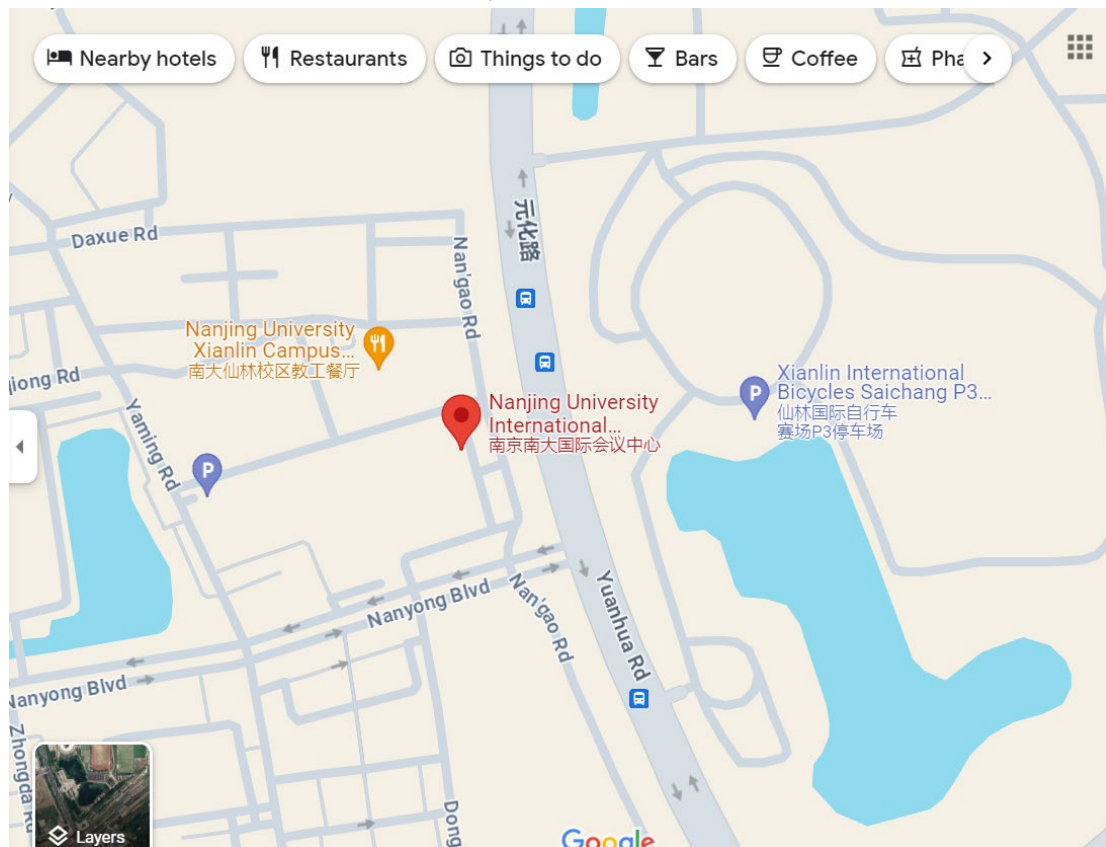 Nearby hotels
Restaurants
Things to do
Bars
Coffee
Pha
元化路
Daxue Rd
Nan'gao Rd
Nanjing University
Xianlin Campus...
南大仙林校区教工餐厅
iong Rd
Xianlin International
Bicycles Saichang P3...
仙林国际自行车
赛场P3停车场
P
Nanjing University
International...
南京南大国际会议中心
Yaming Rd
P
Nanyong Blvd
Nan'gao Rd
Yuanhua Rd
Nanyong Blvd
Zhongda Rd
Dong
Layers
Google